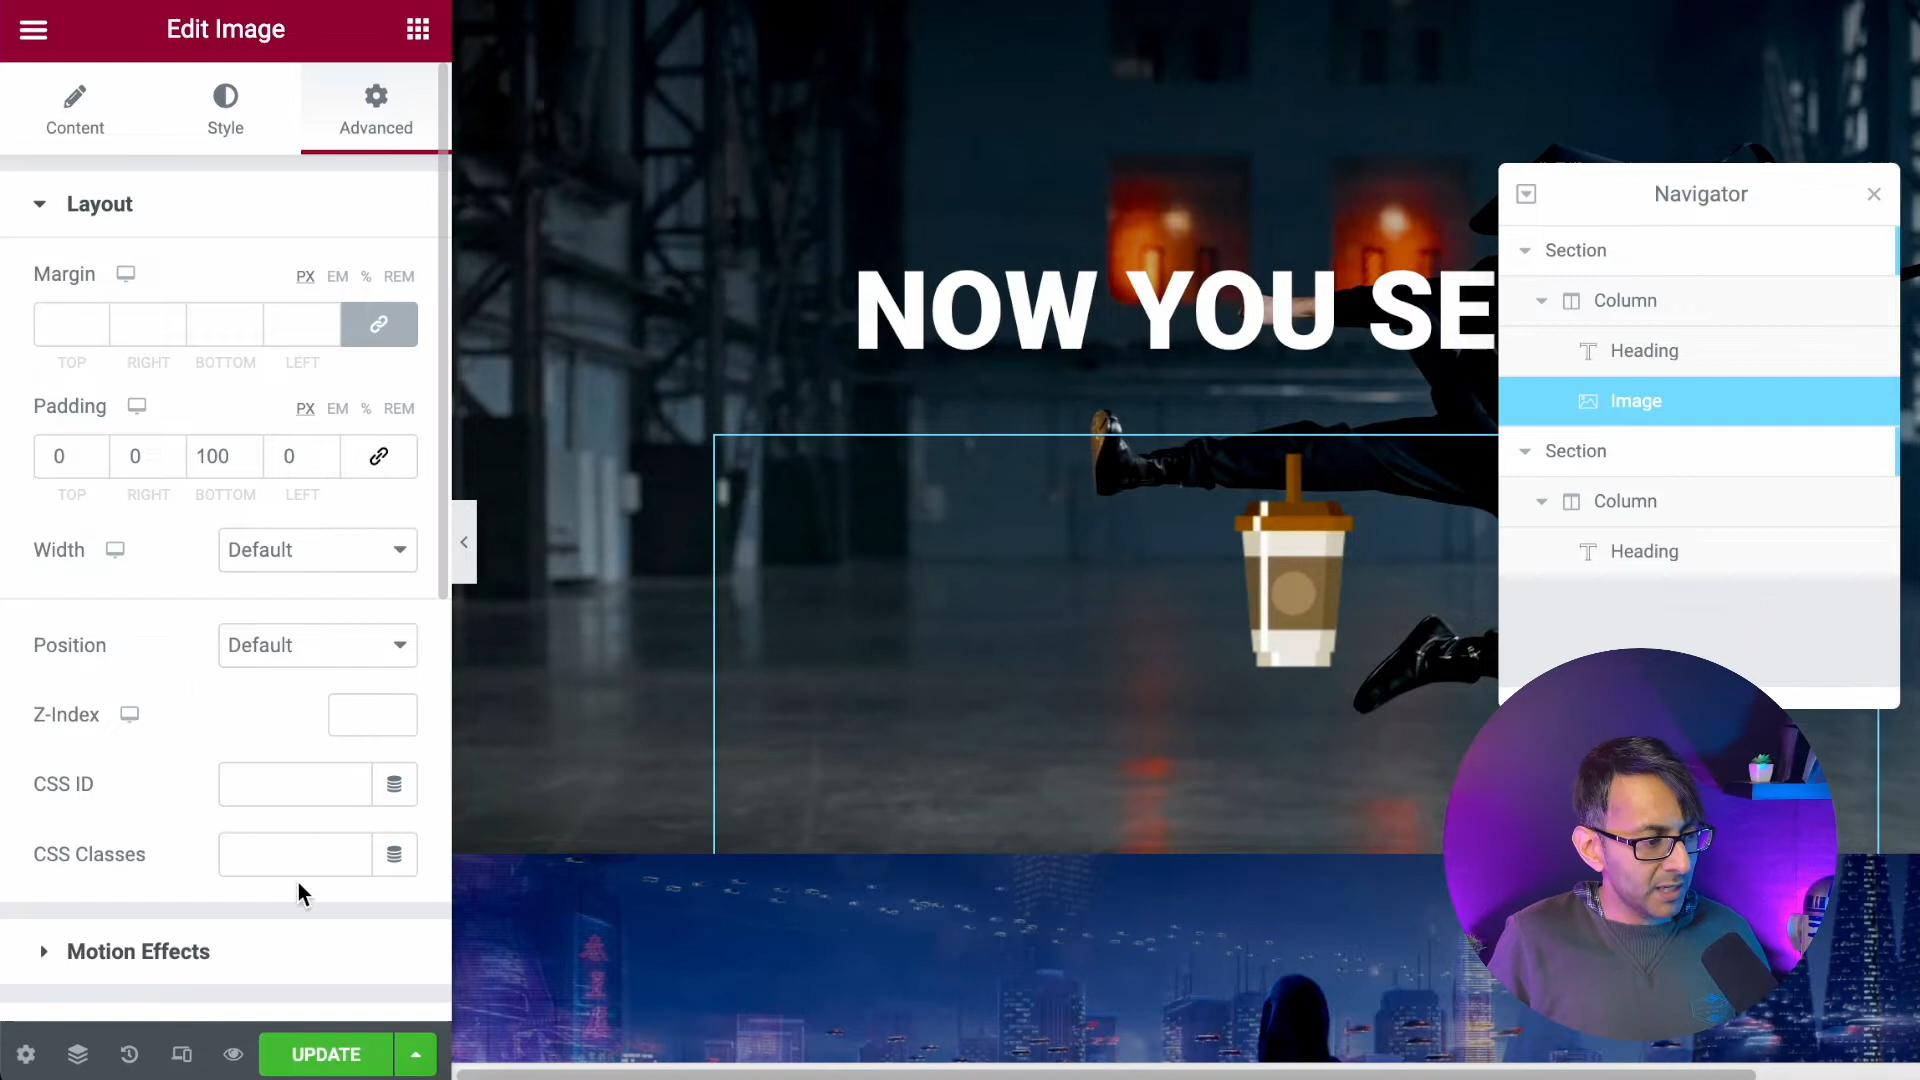 Edit Image
Content
Style
Advanced
Layout
Margin
PX EM % REM
TOP RIGHT BOTTOM LEFT
Padding
PX EM % REM
0 0 100 0
TOP RIGHT BOTTOM LEFT
Width
Default
Position
Default
Z-Index
CSS ID
CSS Classes
Motion Effects
UPDATE
NOW YOU SE
Navigator
Section
Column
Heading
Image
Section
Column
Heading